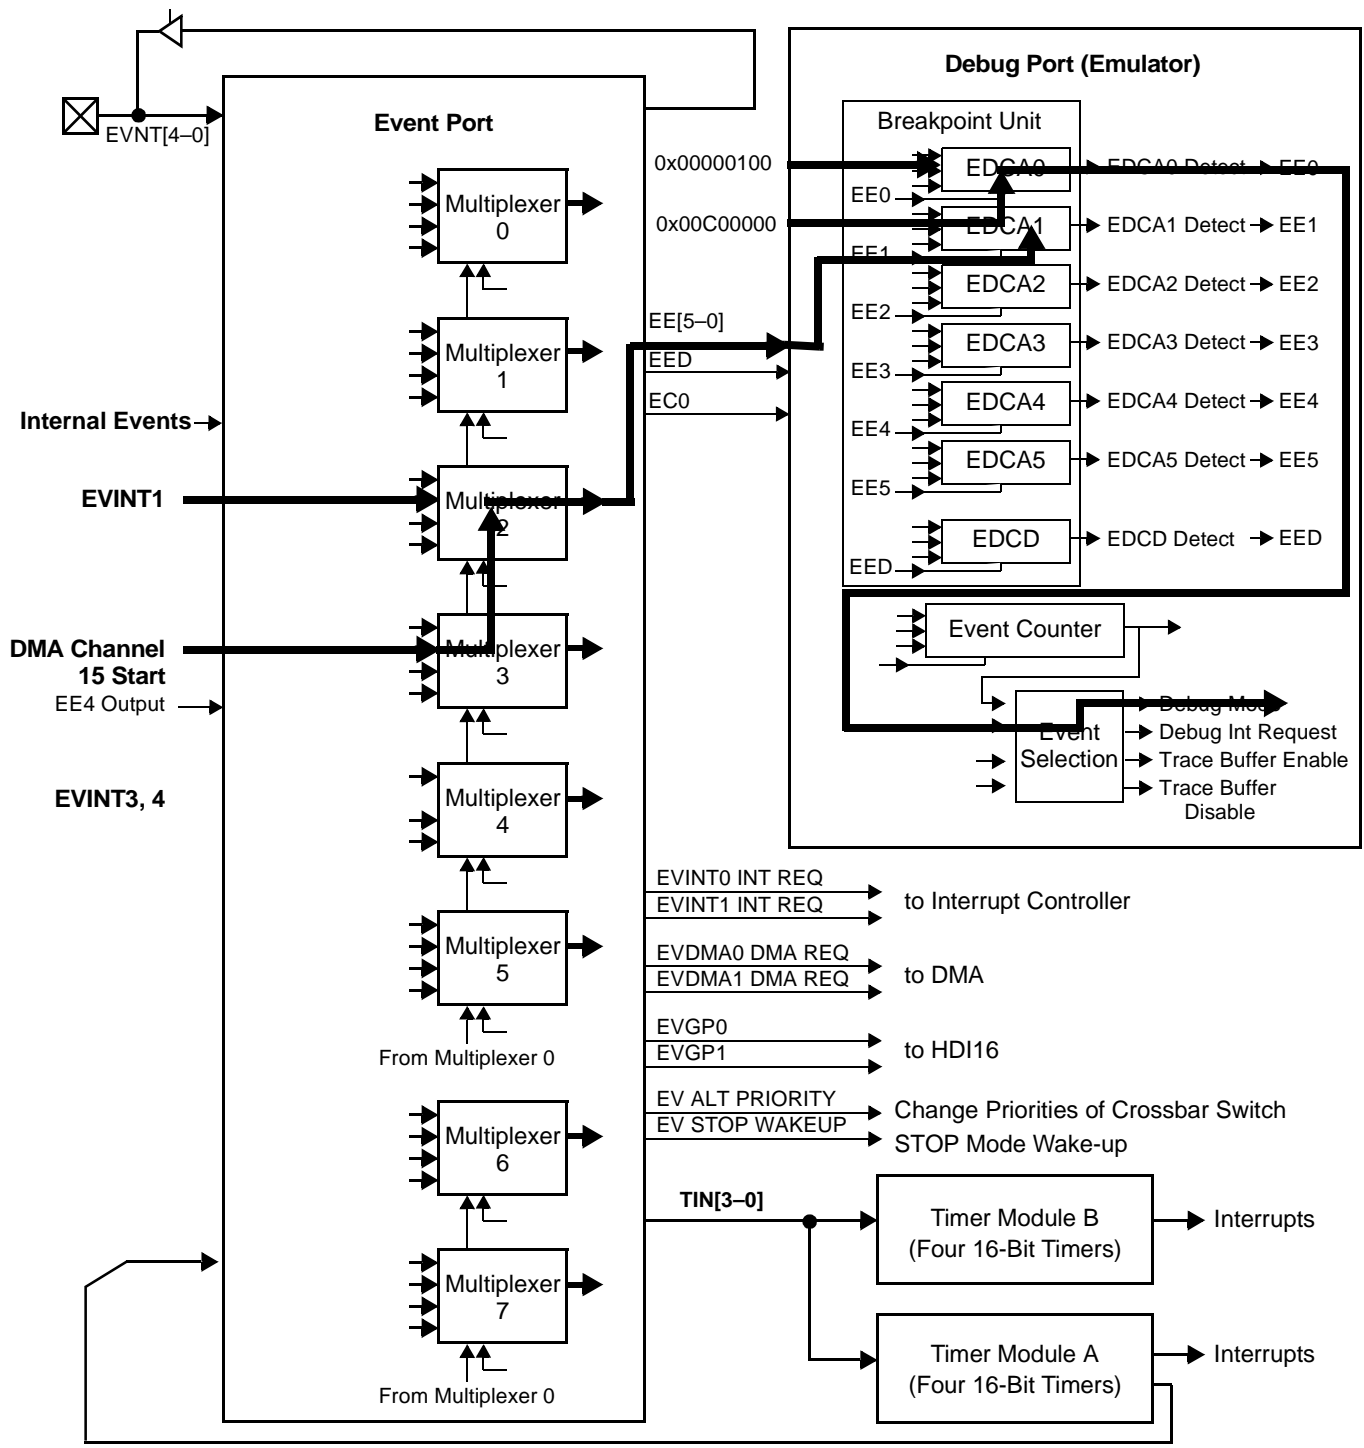 Debug Port (Emulator)
Event Port
EVNT[4–0]
Breakpoint Unit
0x00000100
EDCA0
EDCA0 Detect
EE0
EE0
0x00C00000
EDCA1
EDCA1 Detect
EE1
EE1
EDCA2
EDCA2 Detect
EE2
EE2
EDCA3
EDCA3 Detect
EE3
EE3
EDCA4
EDCA4 Detect
EE4
EE4
EDCA5
EDCA5 Detect
EE5
EE5
EDCD
EDCD Detect
EED
EED
Multiplexer
0
Multiplexer
1
EE[5–0]
EED
EC0
Internal Events
EVINT1
Multiplexer
2
DMA Channel
15 Start
EE4 Output
Multiplexer
3
EVINT3, 4
Multiplexer
4
Event Counter
Event
Selection
Debug Mode
Debug Int Request
Trace Buffer Enable
Trace Buffer
Disable
EVINT0 INT REQ
EVINT1 INT REQ
to Interrupt Controller
Multiplexer
5
From Multiplexer 0
EVDMA0 DMA REQ
EVDMA1 DMA REQ
to DMA
EVGP0
EVGP1
to HDI16
EV ALT PRIORITY
Change Priorities of Crossbar Switch
EV STOP WAKEUP
STOP Mode Wake-up
Multiplexer
6
TIN[3–0]
Timer Module B
(Four 16-Bit Timers)
Interrupts
Multiplexer
7
From Multiplexer 0
Timer Module A
(Four 16-Bit Timers)
Interrupts